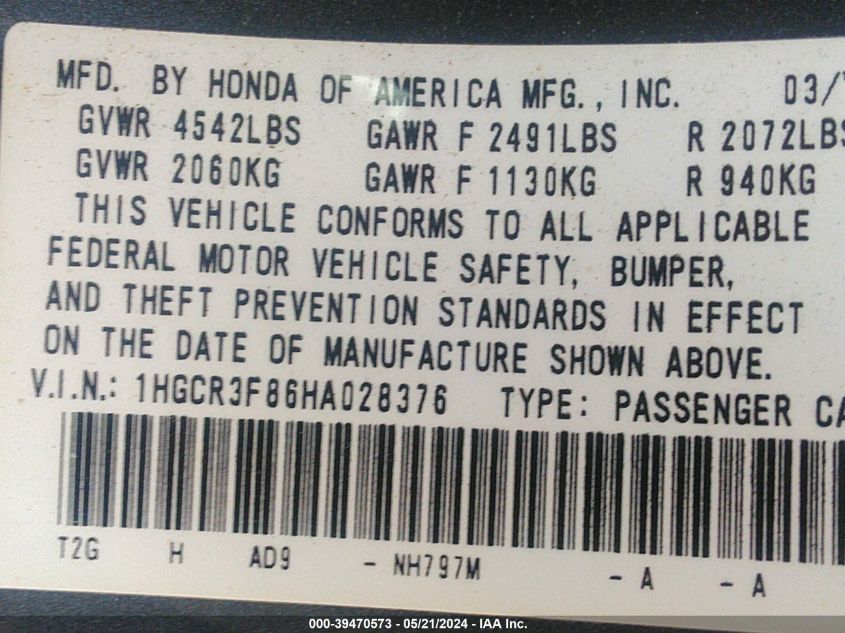 MFD. BY HONDA OF AMERICA MFG., INC. 03/
GVWR 4542LBS GAWR F 2491LBS R 2072LBS
GVWR 2060KG GAWR F 1130KG R 940KG
THIS VEHICLE CONFORMS TO ALL APPLICABLE
FEDERAL MOTOR VEHICLE SAFETY, BUMPER,
AND THEFT PREVENTION STANDARDS IN EFFECT
ON THE DATE OF MANUFACTURE SHOWN ABOVE.
V.I.N.: 1HGCR3F86HA028376 TYPE: PASSENGER CA
T2G H AD9 - NH797M - A - A
000-39470573 - 05/21/2024 - IAA Inc.